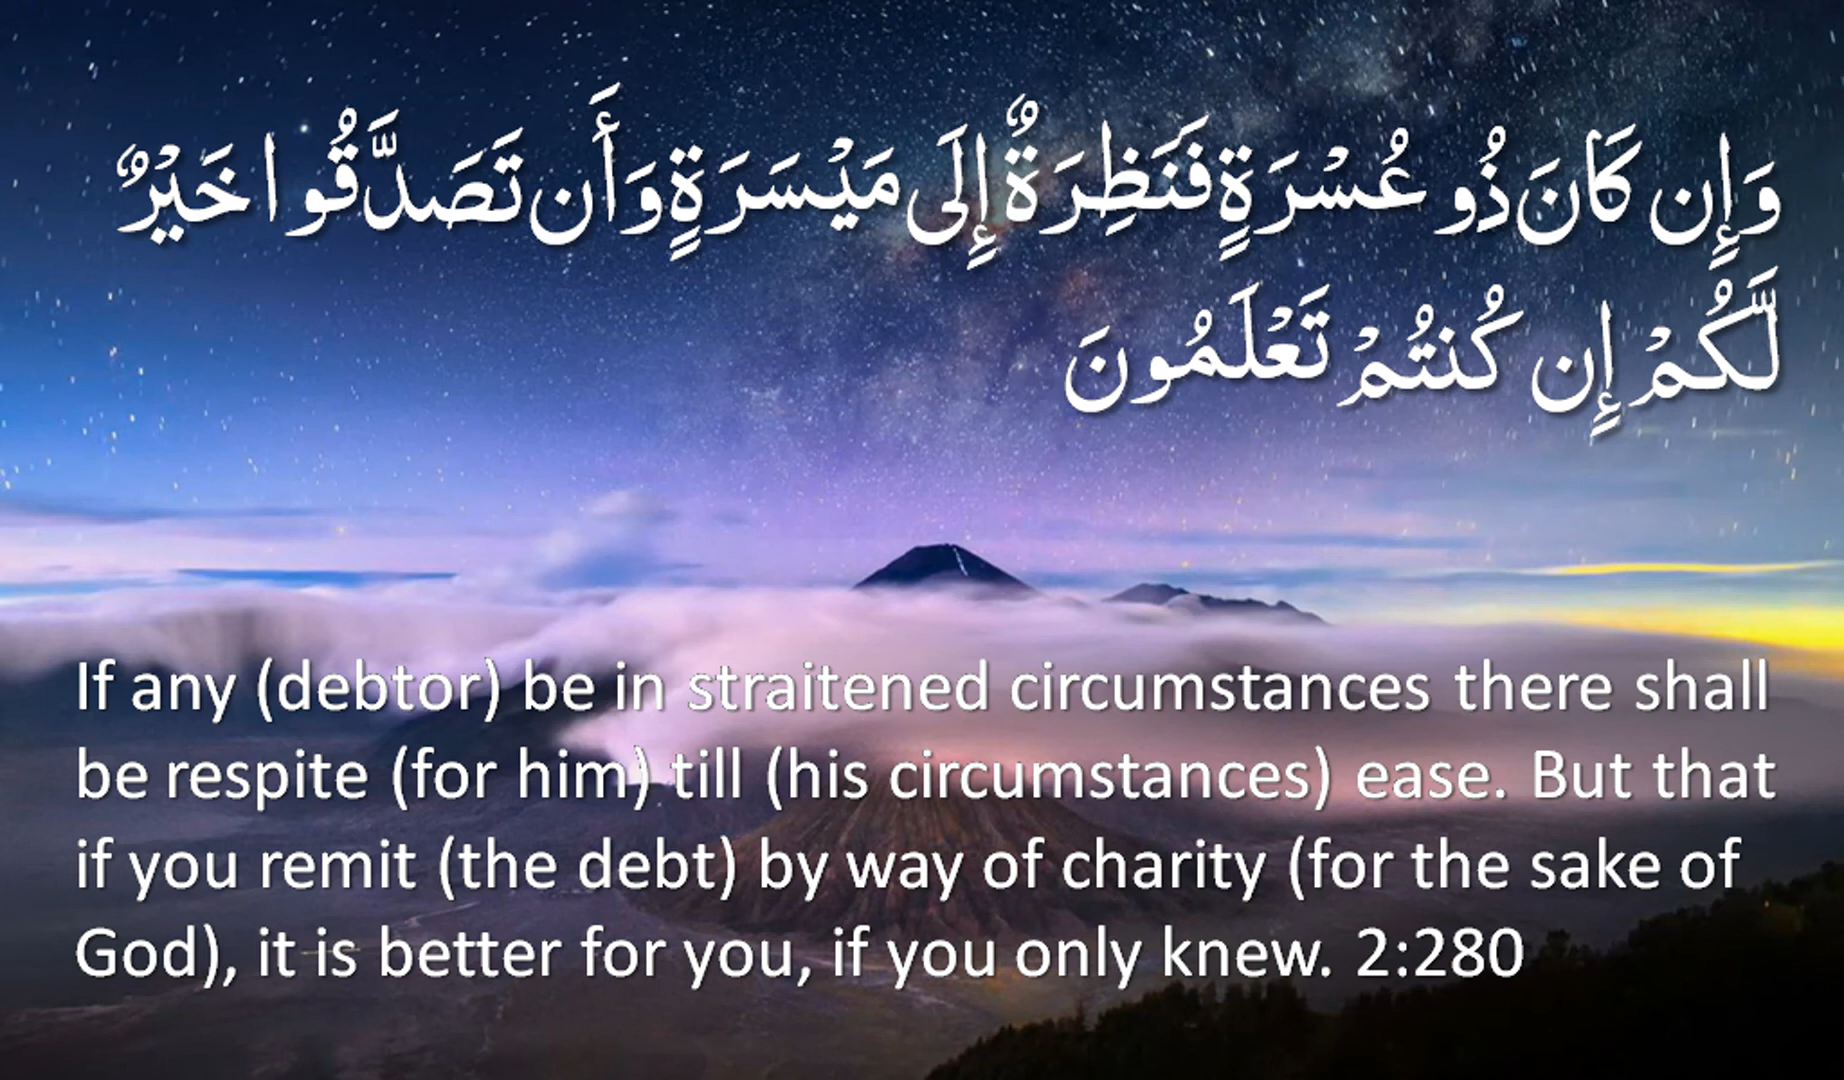 وَإِن كَانَ ذُو عُسْرَةٍ فَنَظِرَةٌ إِلَى مَيْسَرَةٍ وَأَن تَصَدَّقُوا خَيْرٌ
لَّكُمْ إِن كُنتُمْ تَعْلَمُونَ
If any (debtor) be in straitened circumstances there shall
be respite (for him) till (his circumstances) ease. But that
if you remit (the debt) by way of charity (for the sake of
God), it is better for you, if you only knew. 2:280